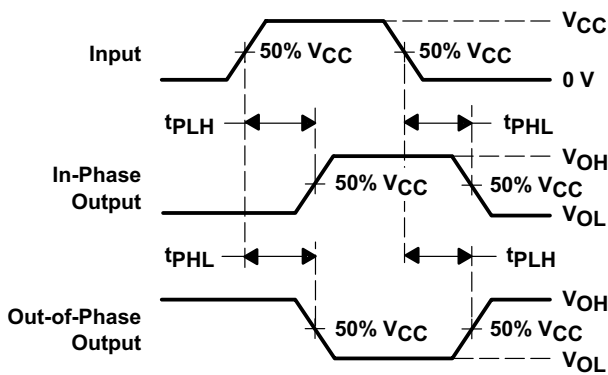 VCC
Input 50% VCC 50% VCC
0 V
tPLH tPHL
VOH
In-Phase
Output 50% VCC 50% VCC
VOL
tPHL tPLH
VOH
Out-of-Phase
Output 50% VCC 50% VCC
VOL